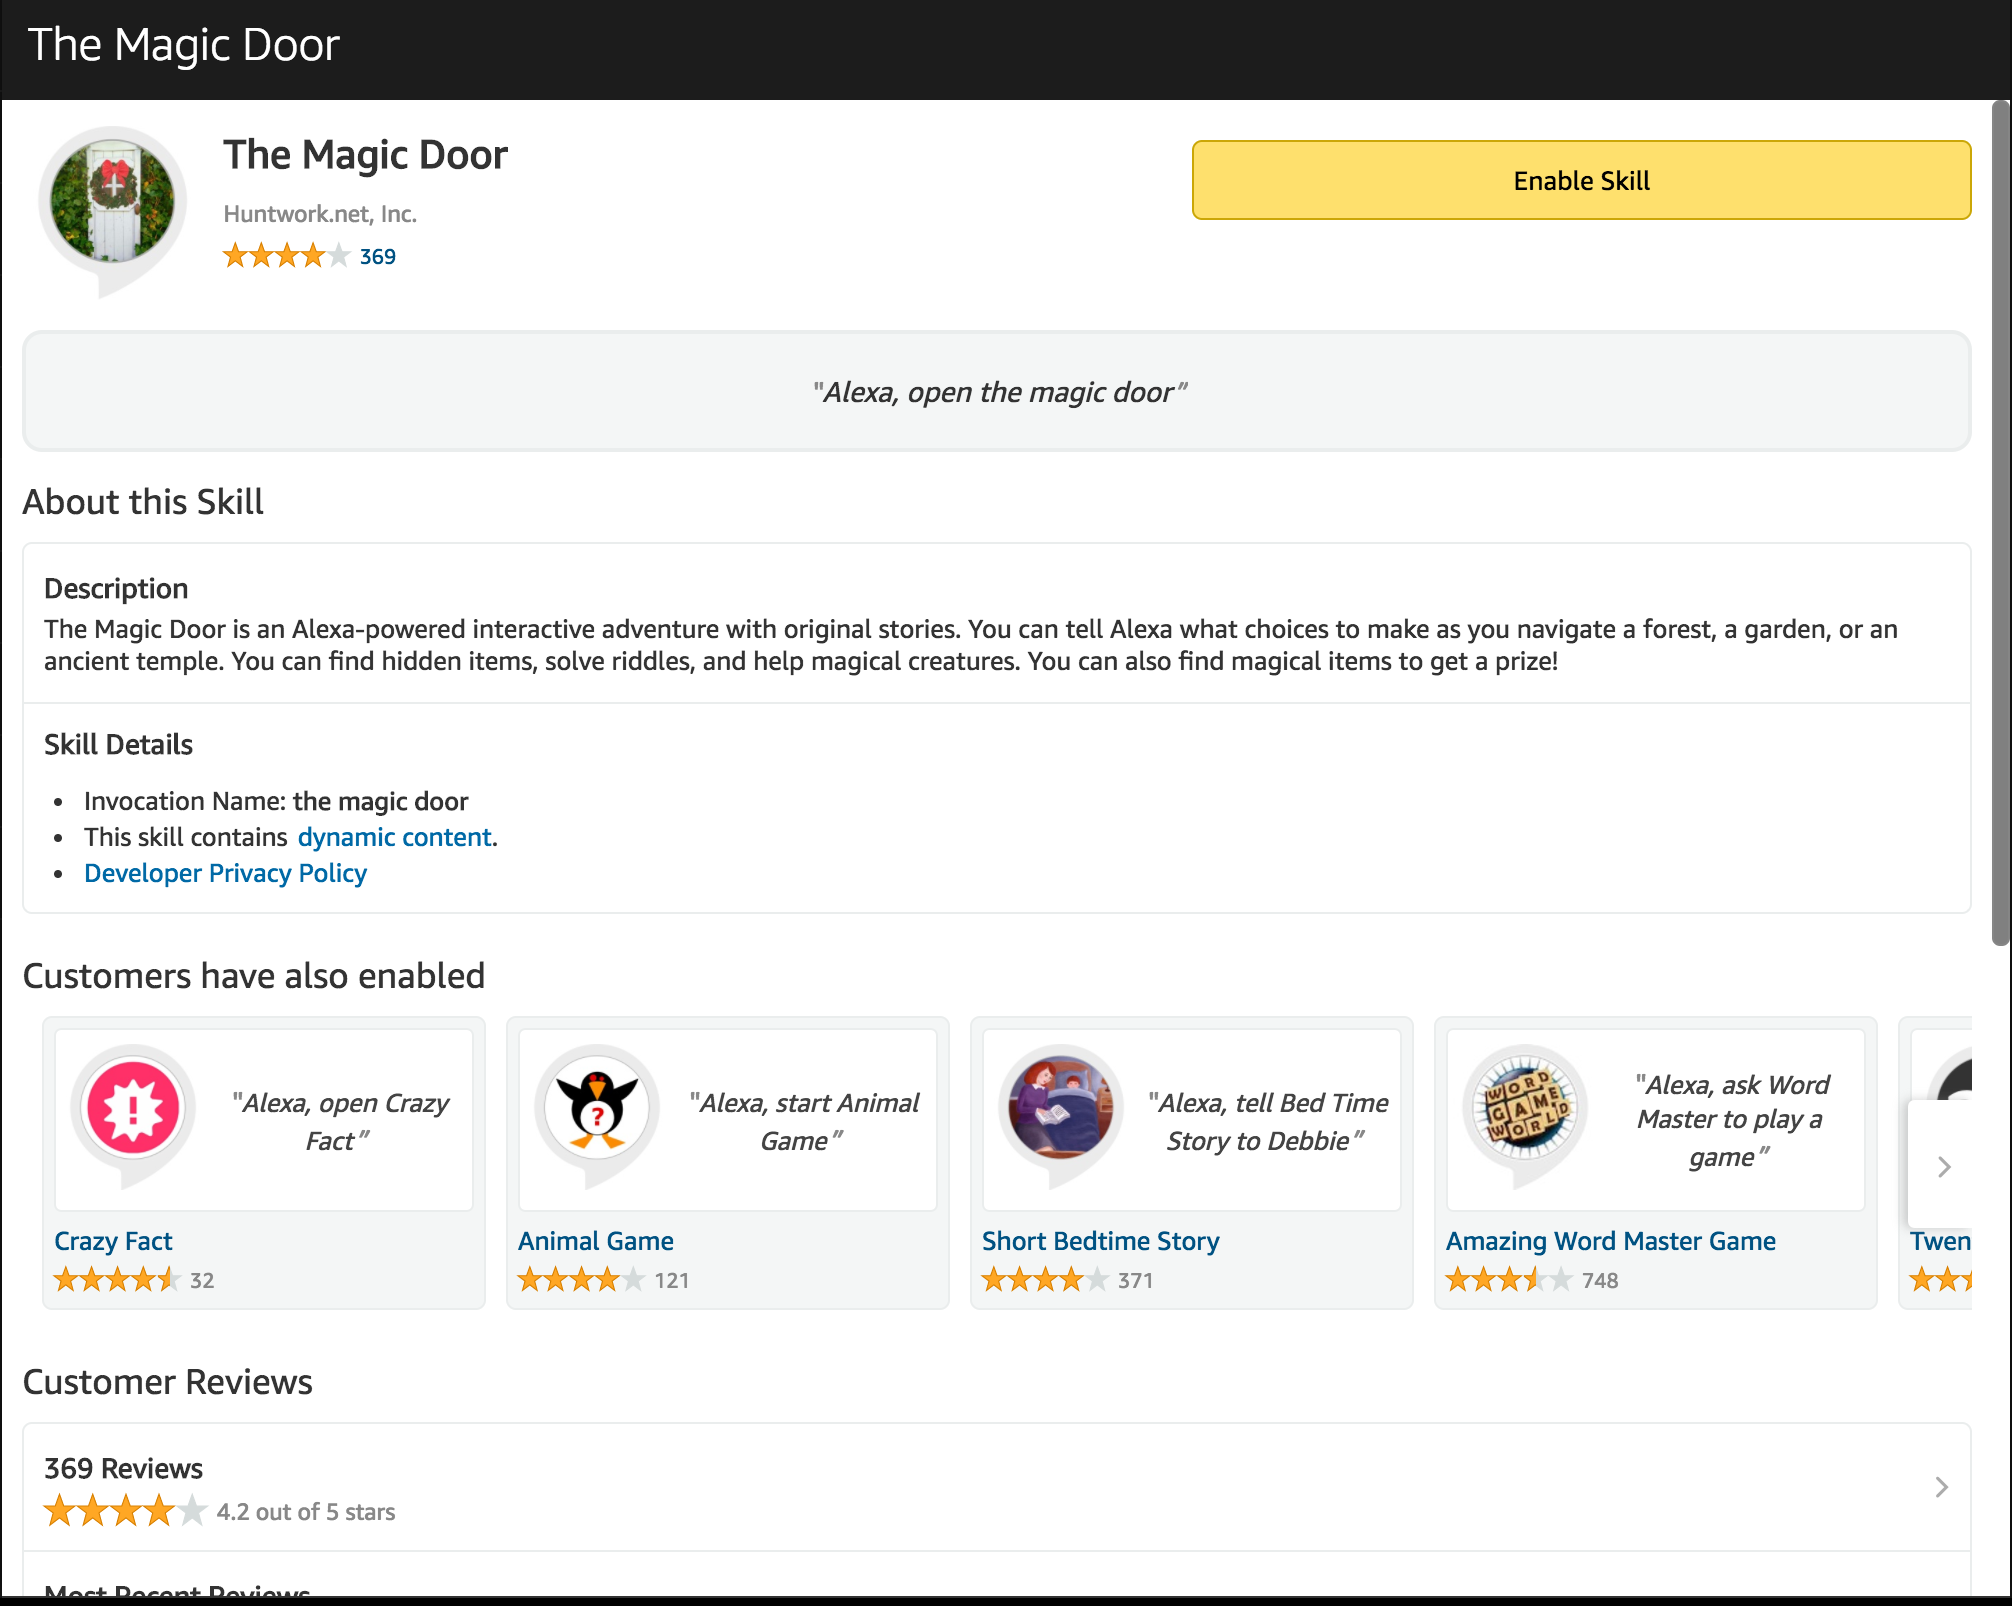 The Magic Door
The Magic Door
Huntwork.net, Inc.
369
Enable Skill
"Alexa, open the magic door"
About this Skill
Description
The Magic Door is an Alexa-powered interactive adventure with original stories. You can tell Alexa what choices to make as you navigate a forest, a garden, or an
ancient temple. You can find hidden items, solve riddles, and help magical creatures. You can also find magical items to get a prize!
Skill Details
• Invocation Name: the magic door
• This skill contains dynamic content.
• Developer Privacy Policy
Customers have also enabled
"Alexa, open Crazy
Fact"
Crazy Fact
32
?
"Alexa, start Animal
Game"
Animal Game
121
"Alexa, tell Bed Time
Story to Debbie"
Short Bedtime Story
371
WORD
GAME
WORLD
"Alexa, ask Word
Master to play a
game"
Amazing Word Master Game
748
Twen
Customer Reviews
369 Reviews
4.2 out of 5 stars
Most Recent Reviews